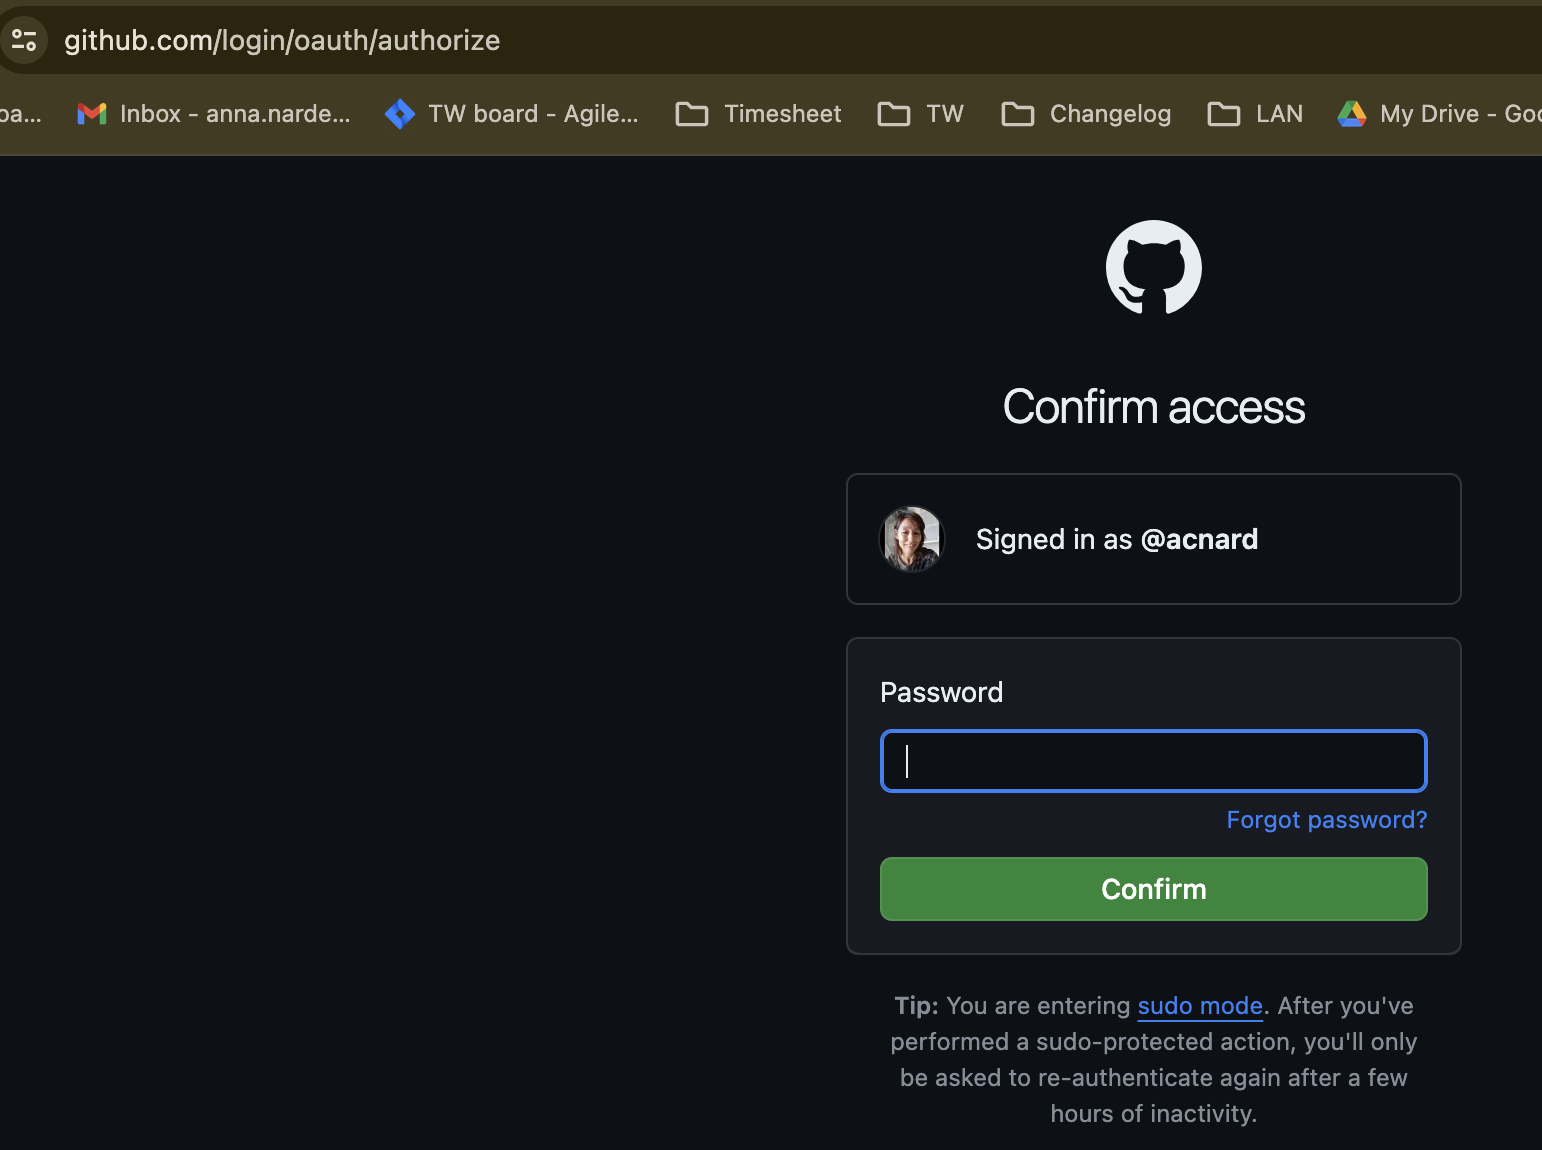 github.com/login/oauth/authorize
oa... Inbox - anna.narde... TW board - Agile... Timesheet TW Changelog LAN My Drive - Goo
Confirm access
Signed in as @acnard
Password
Forgot password?
Confirm
Tip: You are entering sudo mode. After you've
performed a sudo-protected action, you'll only
be asked to re-authenticate again after a few
hours of inactivity.